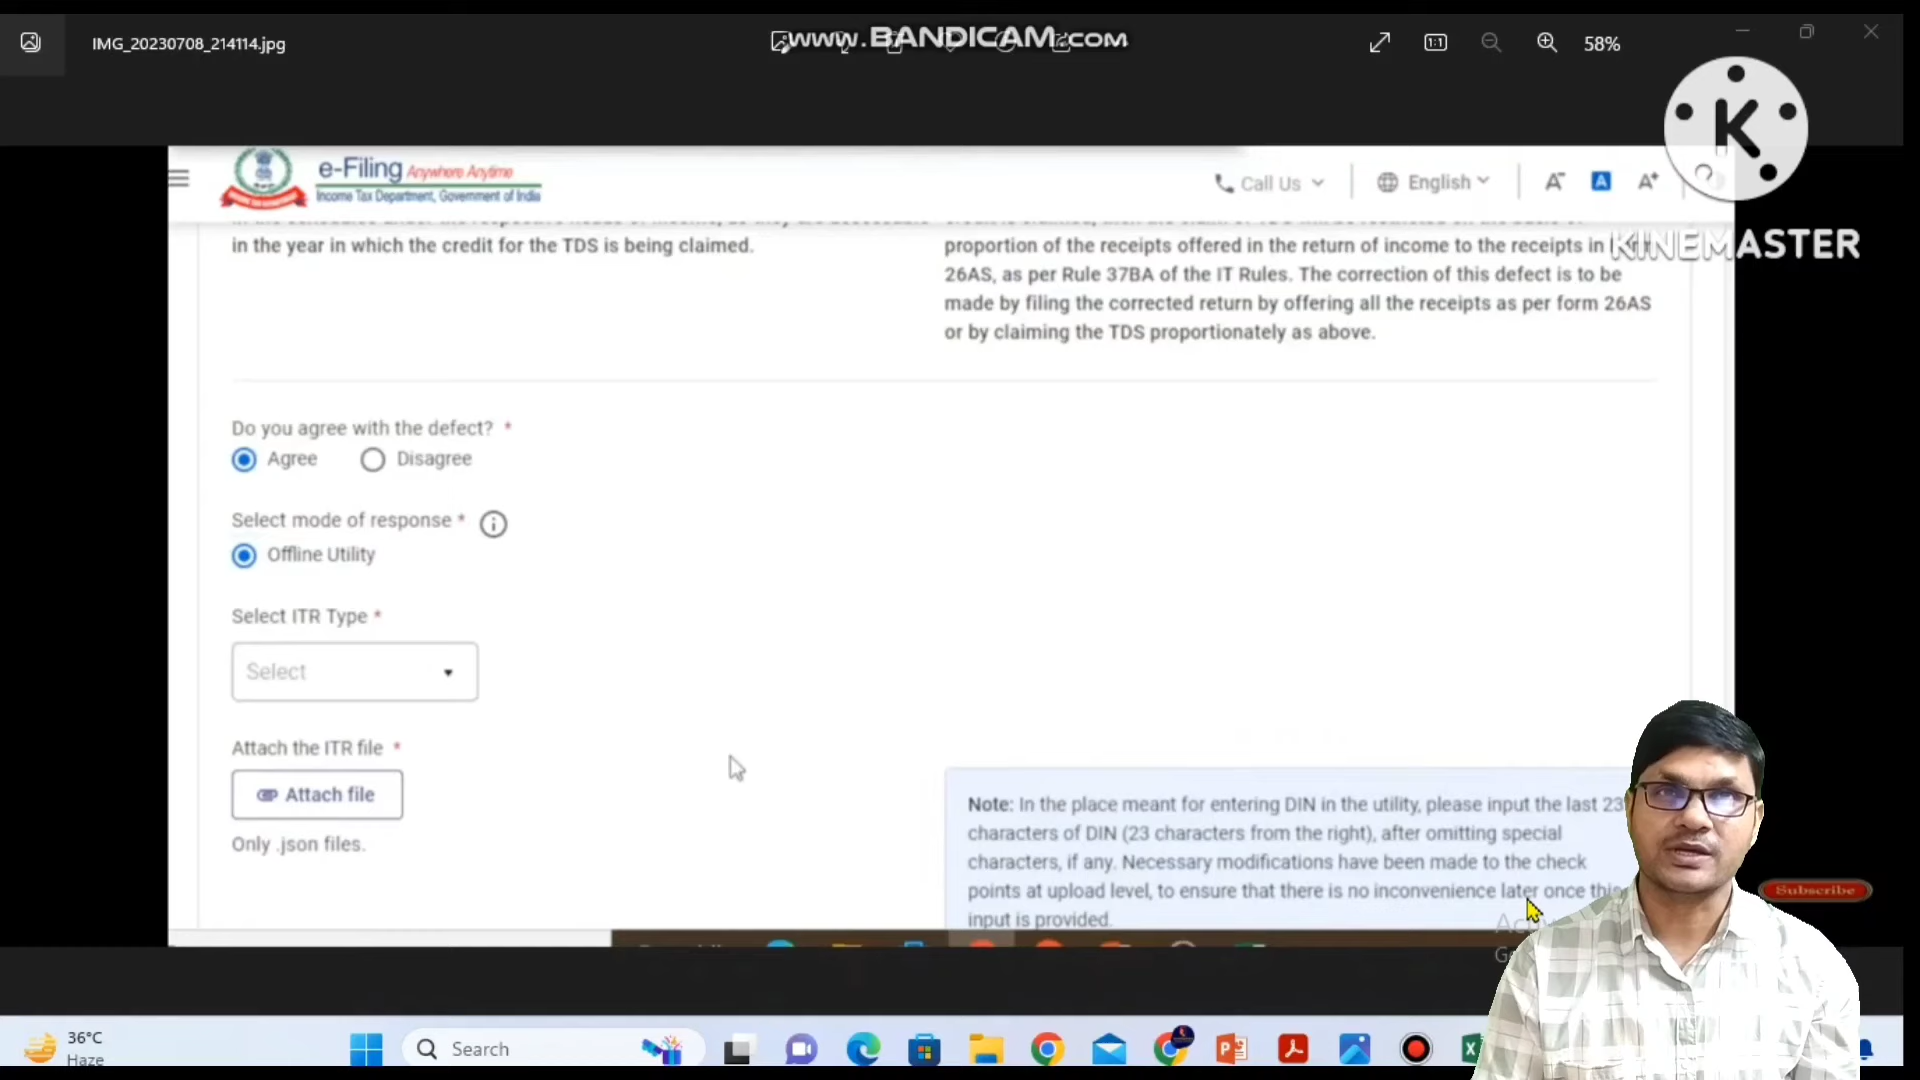 IMG_20230708_214114.jpg
www.BANDICAM.com
58%
K
KINEMASTER
e-Filing Anywhere Anytime
Income Tax Department, Government of India
Call Us
English
A-
A
A+
in the year in which the credit for the TDS is being claimed.
proportion of the receipts offered in the return of income to the receipts in
26AS, as per Rule 37BA of the IT Rules. The correction of this defect is to be
made by filing the corrected return by offering all the receipts as per form 26AS
or by claiming the TDS proportionately as above.
Do you agree with the defect? *
Agree
Disagree
Select mode of response *
Offline Utility
Select ITR Type *
Select
Attach the ITR file *
Attach file
Only .json files.
Note: In the place meant for entering DIN in the utility, please input the last 23
characters of DIN (23 characters from the right), after omitting special
characters, if any. Necessary modifications have been made to the check
points at upload level, to ensure that there is no inconvenience later once this
input is provided.
Subscribe
36°C
Haze
Search